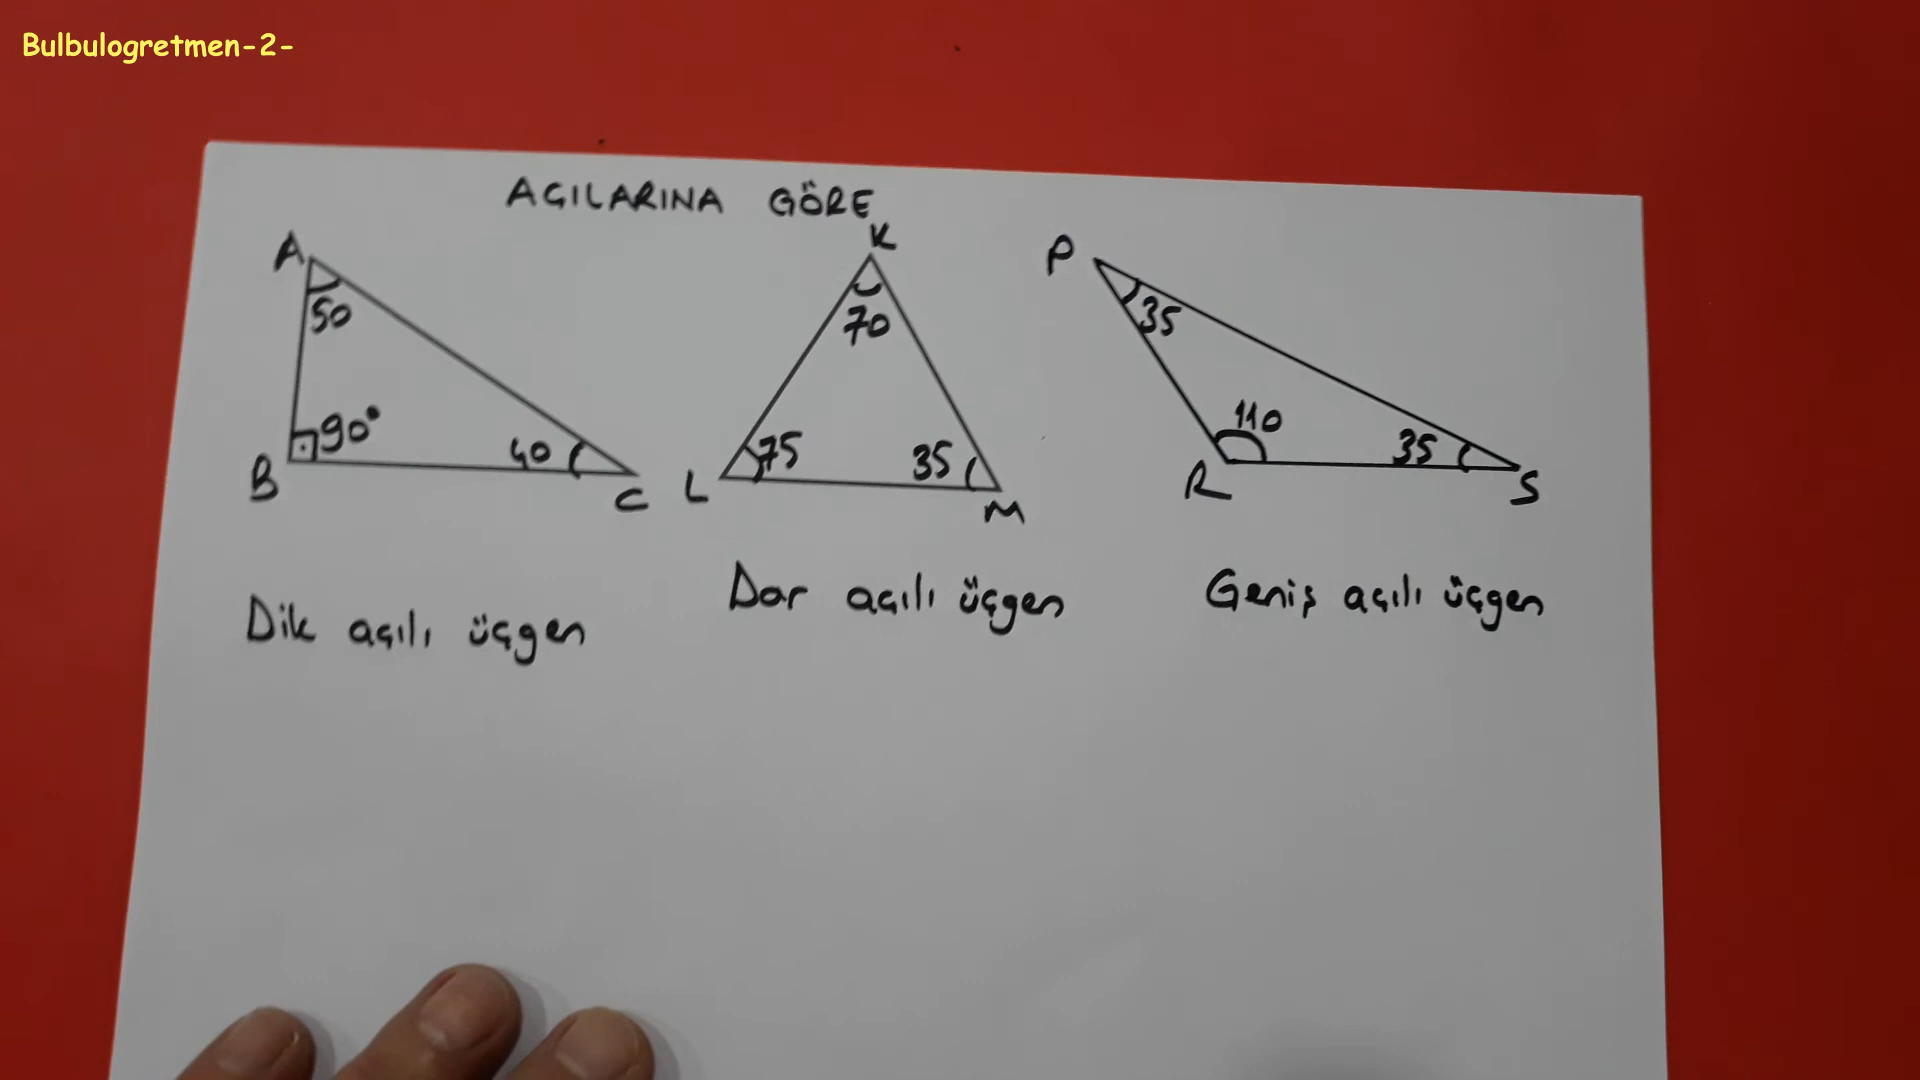 Bulbulogretmen-2-
AÇILARINA GÖRE
A
50
B
90°
40
C
K
70
L
75
35
M
P
35
R
110
35
S
Dik açılı üçgen
Dar açılı üçgen
Geniş açılı üçgen